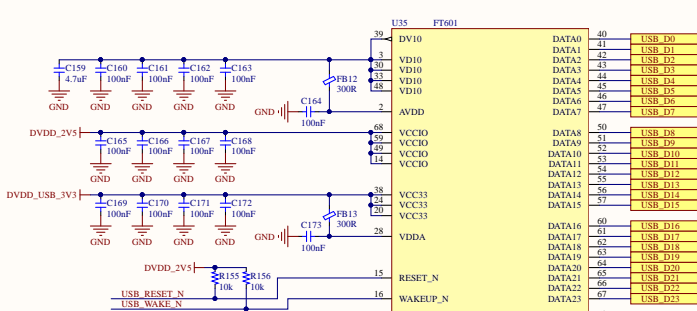 U35 FT601
39 DV10 DATA0 40 USB_D0
DATA1 41 USB_D1
3 VD10 DATA2 42 USB_D2
30 VD10 DATA3 43 USB_D3
33 VD10 DATA4 44 USB_D4
48 VD10 DATA5 45 USB_D5
DATA6 46 USB_D6
2 AVDD DATA7 47 USB_D7
C159 4.7uF GND
C160 100nF GND
C161 100nF GND
C162 100nF GND
C163 100nF GND
FB12 300R
GND C164 100nF
DVDD_2V5
68 VCCIO DATA8 50 USB_D8
59 VCCIO DATA9 51 USB_D9
49 VCCIO DATA10 52 USB_D10
14 VCCIO DATA11 53 USB_D11
DATA12 54 USB_D12
DATA13 55 USB_D13
C165 100nF GND
C166 100nF GND
C167 100nF GND
C168 100nF GND
DVDD_USB_3V3
38 VCC33 DATA14 56 USB_D14
24 VCC33 DATA15 57 USB_D15
20 VCC33
C169 100nF GND
C170 100nF GND
C171 100nF GND
C172 100nF GND
FB13 300R
GND C173 100nF
DATA16 60 USB_D16
28 VDDA DATA17 61 USB_D17
DATA18 62 USB_D18
DATA19 63 USB_D19
DVDD_2V5
R155 10k
R156 10k
DATA20 64 USB_D20
15 RESET_N DATA21 65 USB_D21
DATA22 66 USB_D22
USB_RESET_N
16 WAKEUP_N DATA23 67 USB_D23
USB_WAKE_N